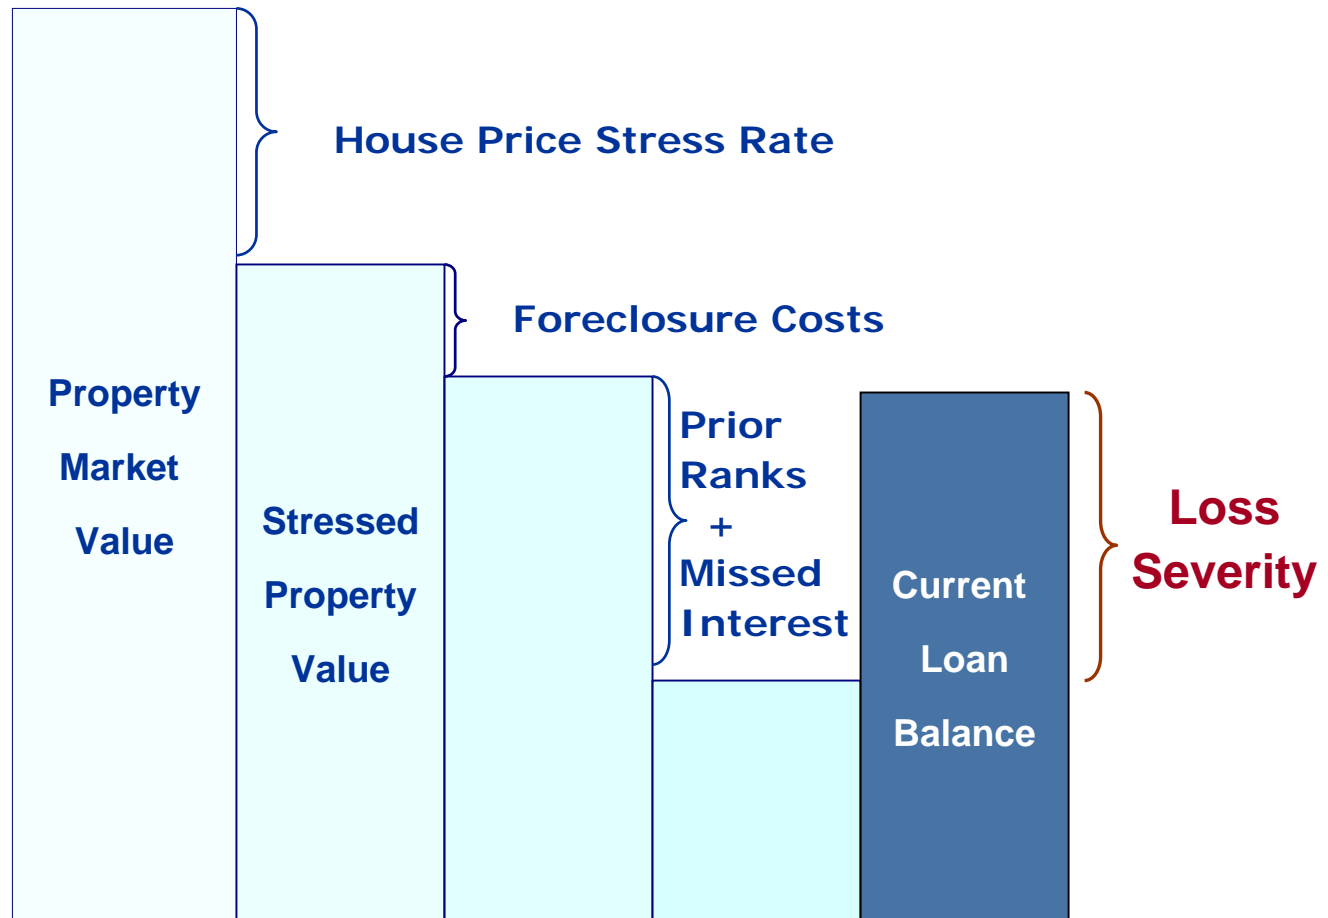 House Price Stress Rate
Foreclosure Costs
Property
Market
Value
Stressed
Property
Value
Prior
Ranks
+
Missed
Interest
Current
Loan
Balance
Loss
Severity